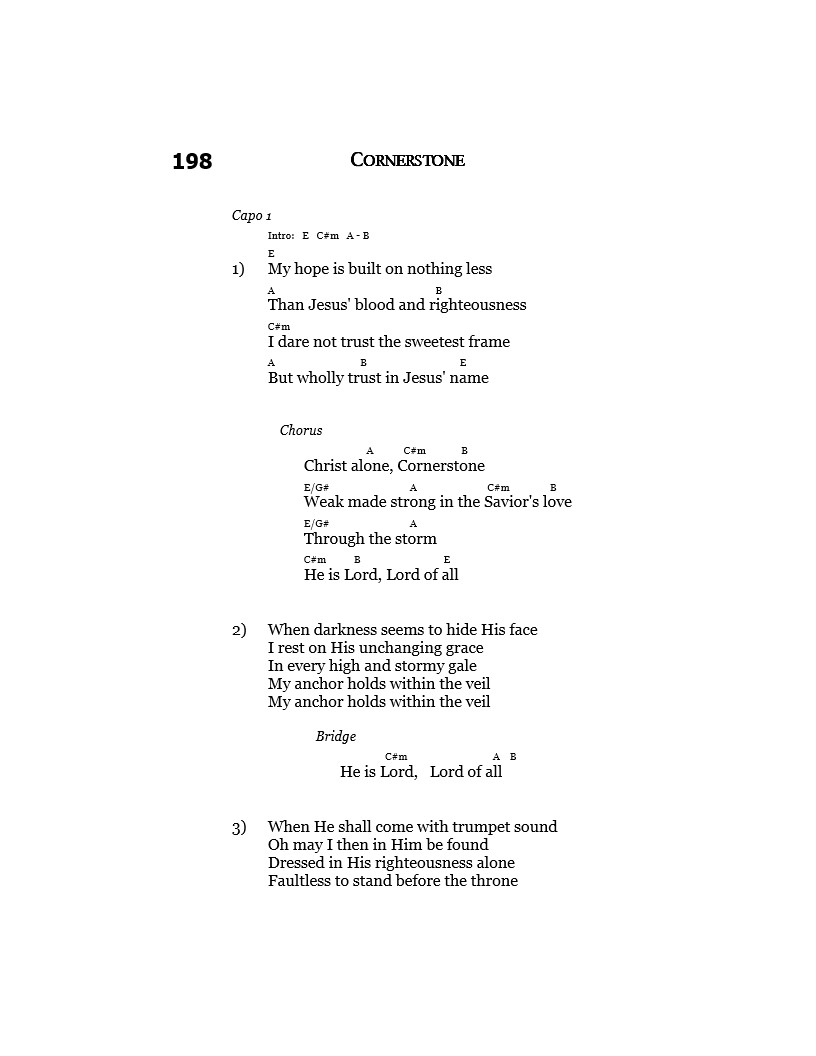 198 CORNERSTONE
Capo 1
Intro: E C#m A - B
E
1) My hope is built on nothing less
A B
Than Jesus' blood and righteousness
C#m
I dare not trust the sweetest frame
A B E
But wholly trust in Jesus' name
Chorus
A C#m B
Christ alone, Cornerstone
E/G# A C#m B
Weak made strong in the Savior's love
E/G# A
Through the storm
C#m B E
He is Lord, Lord of all
2) When darkness seems to hide His face
I rest on His unchanging grace
In every high and stormy gale
My anchor holds within the veil
My anchor holds within the veil
Bridge
C#m A B
He is Lord, Lord of all
3) When He shall come with trumpet sound
Oh may I then in Him be found
Dressed in His righteousness alone
Faultless to stand before the throne